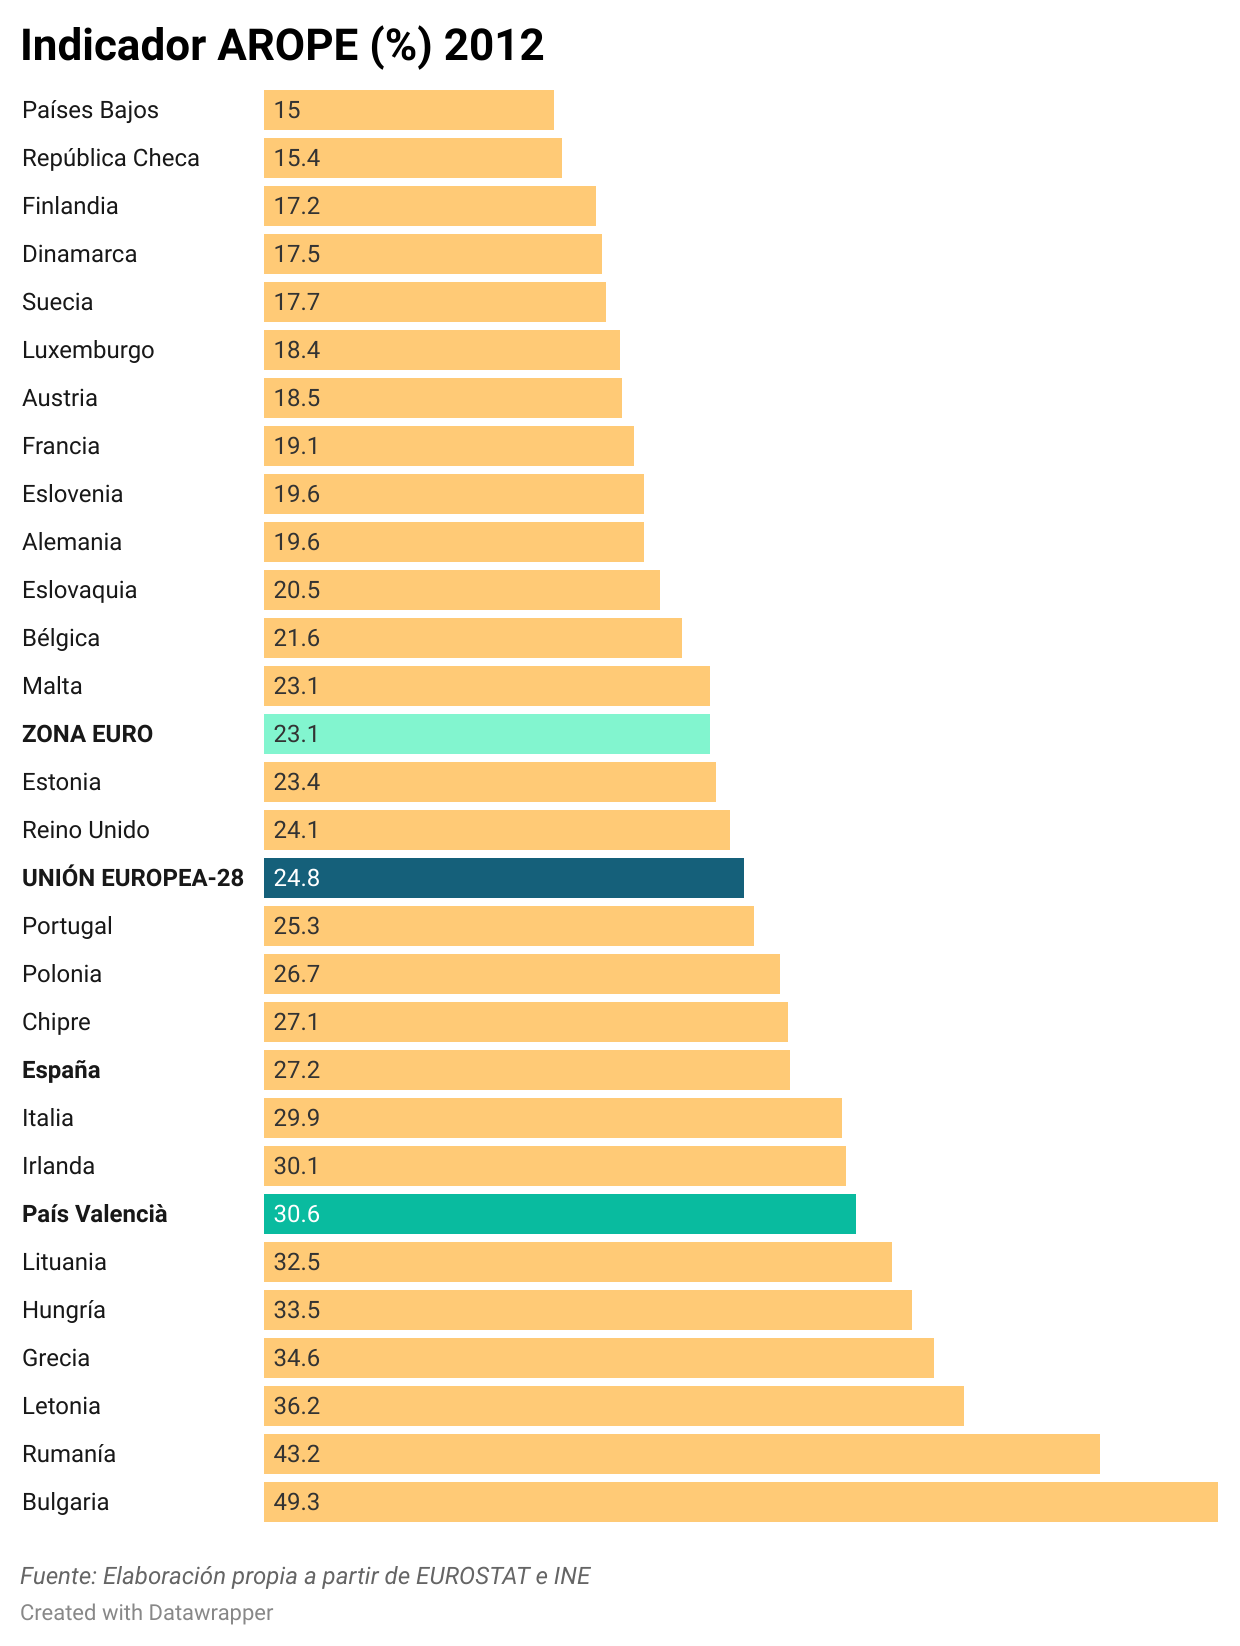 Indicador AROPE (%) 2012
Países Bajos 15
República Checa 15.4
Finlandia 17.2
Dinamarca 17.5
Suecia 17.7
Luxemburgo 18.4
Austria 18.5
Francia 19.1
Eslovenia 19.6
Alemania 19.6
Eslovaquia 20.5
Bélgica 21.6
Malta 23.1
ZONA EURO 23.1
Estonia 23.4
Reino Unido 24.1
UNIÓN EUROPEA-28 24.8
Portugal 25.3
Polonia 26.7
Chipre 27.1
España 27.2
Italia 29.9
Irlanda 30.1
País Valencià 30.6
Lituania 32.5
Hungría 33.5
Grecia 34.6
Letonia 36.2
Rumanía 43.2
Bulgaria 49.3
Fuente: Elaboración propia a partir de EUROSTAT e INE
Created with Datawrapper